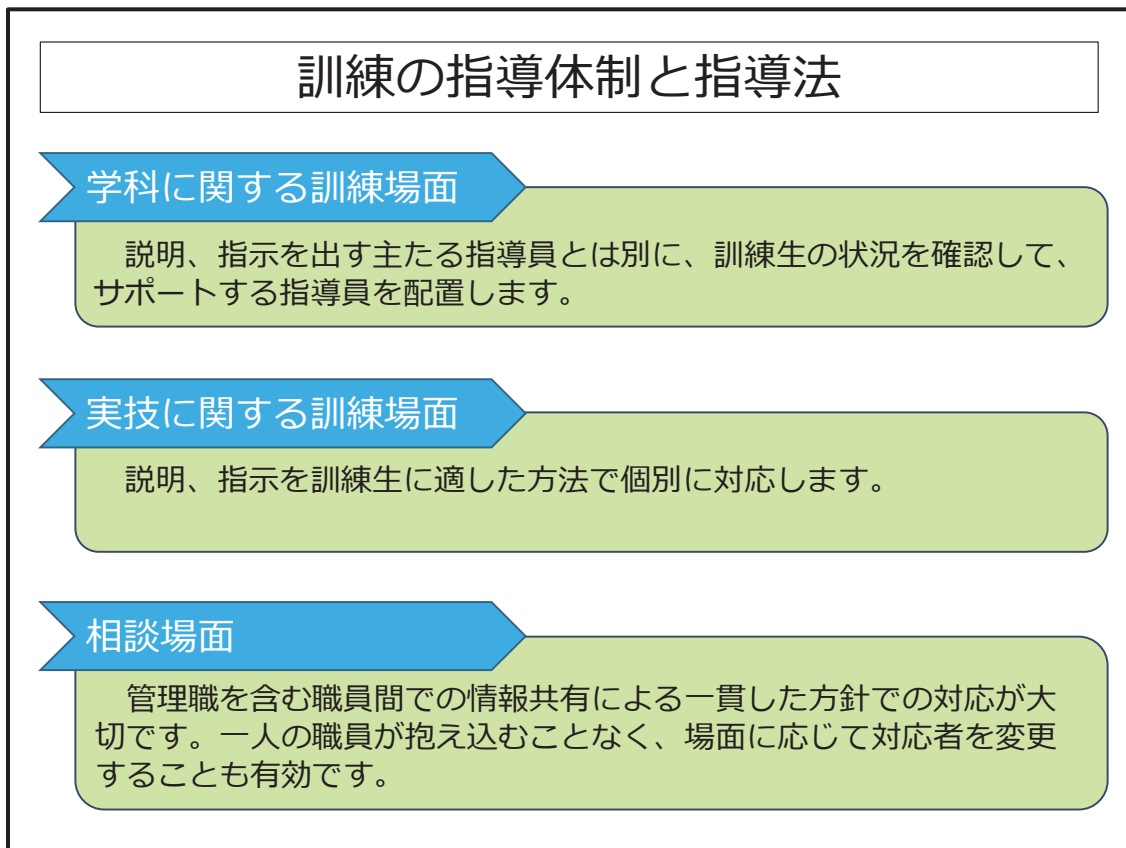 訓練の指導体制と指導法
学科に関する訓練場面
　説明、指示を出す主たる指導員とは別に、訓練生の状況を確認して、
サポートする指導員を配置します。
実技に関する訓練場面
　説明、指示を訓練生に適した方法で個別に対応します。
相談場面
　管理職を含む職員間での情報共有による一貫した方針での対応が大
切です。一人の職員が抱え込むことなく、場面に応じて対応者を変更
することも有効です。